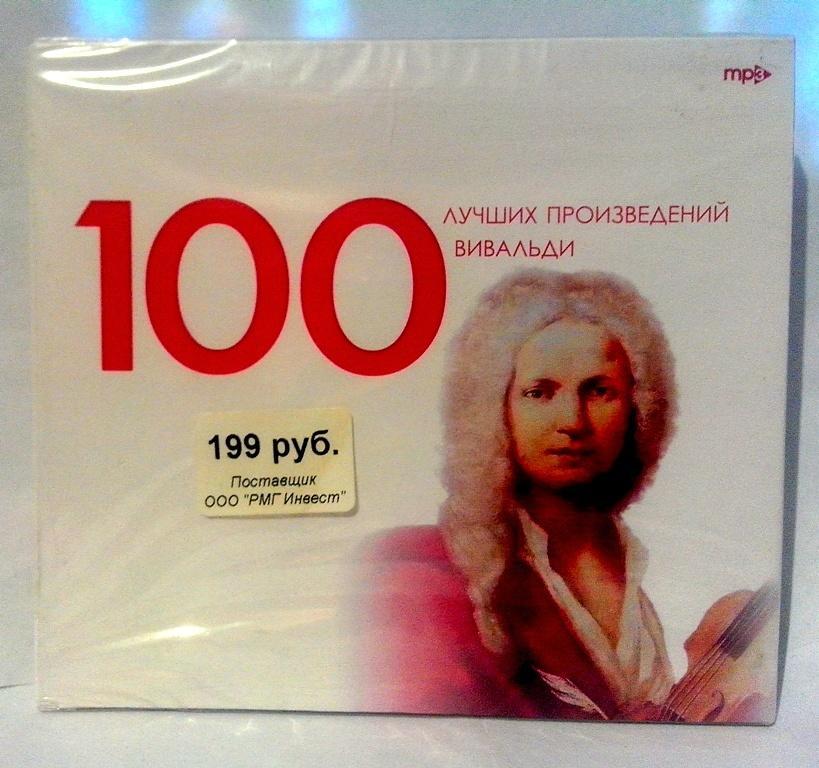 mp3
100
ЛУЧШИХ ПРОИЗВЕДЕНИЙ
ВИВАЛЬДИ
199 руб.
Поставщик
ООО "РМГ Инвест"